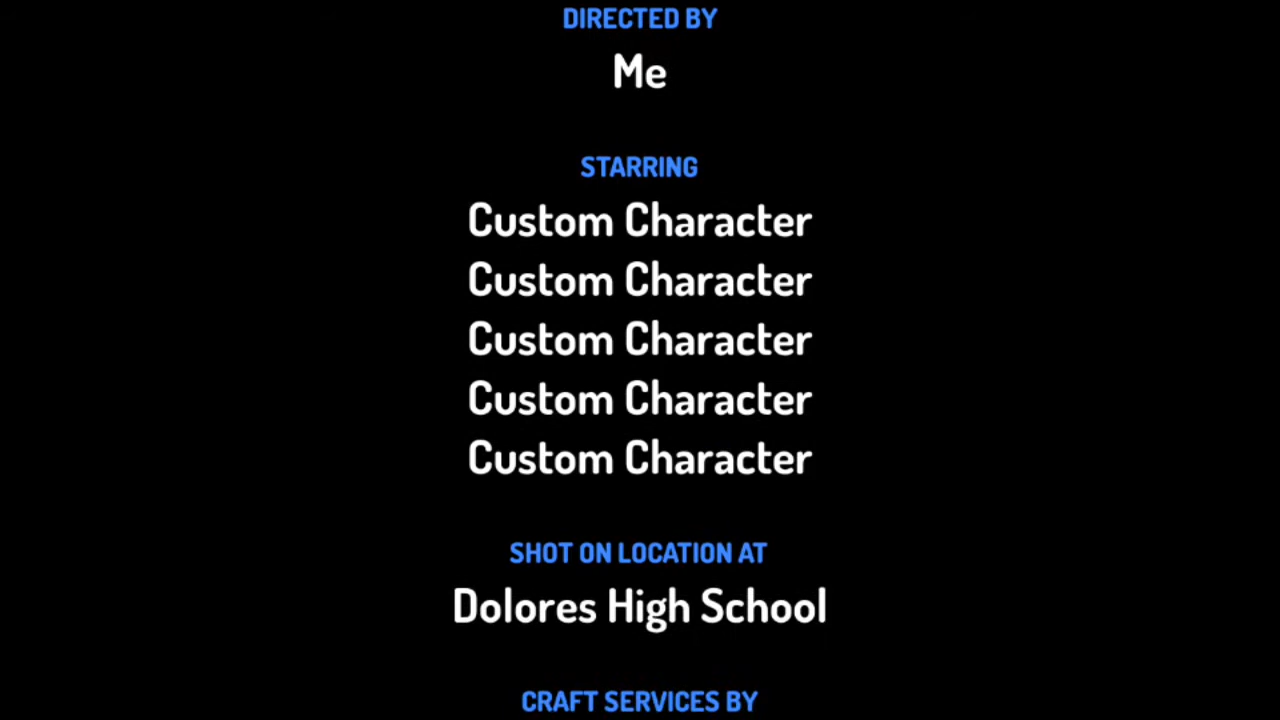 DIRECTED BY
Me
STARRING
Custom Character
Custom Character
Custom Character
Custom Character
Custom Character
SHOT ON LOCATION AT
Dolores High School
CRAFT SERVICES BY